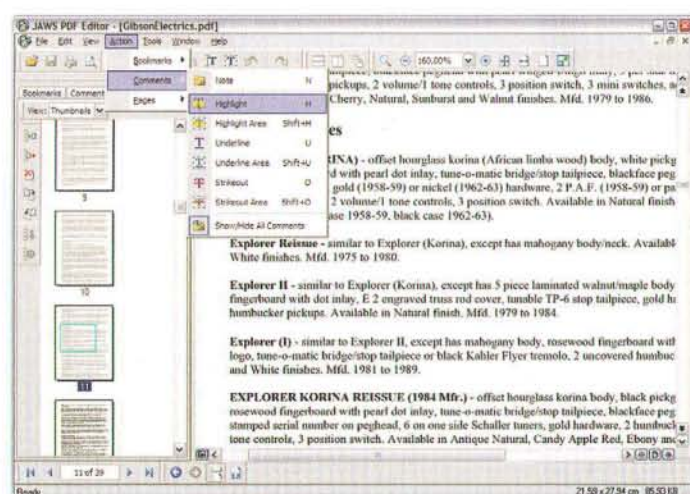 JAWS PDF Editor - [GibsonElectrics.pdf]
File Edit View Action Tools Window Help
Bookmarks
Comments
Pages
160.00%
Note N
Highlight H
Highlight Area Shift+H
Underline U
Underline Area Shift+U
Strikeout O
Strikeout Area Shift+O
Show/Hide All Comments
Bookmarks Comment
View: Thumbnails
9
10
11
pickups, 2 volume/1 tone controls, 3 position switch, 3 mini switches,
Cherry, Natural, Sunburst and Walnut finishes. Mfd. 1979 to 1986.
es
RINA) - offset hourglass korina (African limba wood) body, white pickg
d with pearl dot inlay, tune-o-matic bridge/stop tailpiece, blackface peg
gold (1958-59) or nickel (1962-63) hardware, 2 P.A.F. (1958-59) or pa
2 volume/1 tone controls, 3 position switch. Available in Natural finish
ase 1958-59, black case 1962-63).
Explorer Reissue - similar to Explorer (Korina), except has mahogany body/neck. Availabl
White finishes. Mfd. 1975 to 1980.
Explorer II - similar to Explorer (Korina), except has 5 piece laminated walnut/maple body
fingerboard with dot inlay, E 2 engraved truss rod cover, tunable TP-6 stop tailpiece, gold h
humbucker pickups. Available in Natural finish. Mfd. 1979 to 1984.
Explorer (I) - similar to Explorer II, except has mahogany body, rosewood fingerboard with
logo, tune-o-matic bridge/stop tailpiece or black Kahler Flyer tremolo, 2 uncovered humbuc
and White finishes. Mfd. 1981 to 1989.
EXPLORER KORINA REISSUE (1984 Mfr.) - offset hourglass korina body, black pickg
rosewood fingerboard with pearl dot inlay, tune-o-matic bridge/stop tailpiece, blackface peg
stamped serial number on peghead, 6 on one side Schaller tuners, gold hardware, 2 humbuck
tone controls, 3 position switch. Available in Antique Natural, Candy Apple Red, Ebony and
11 of 29
Ready
21.59 x 27.94 cm 85.93 KB